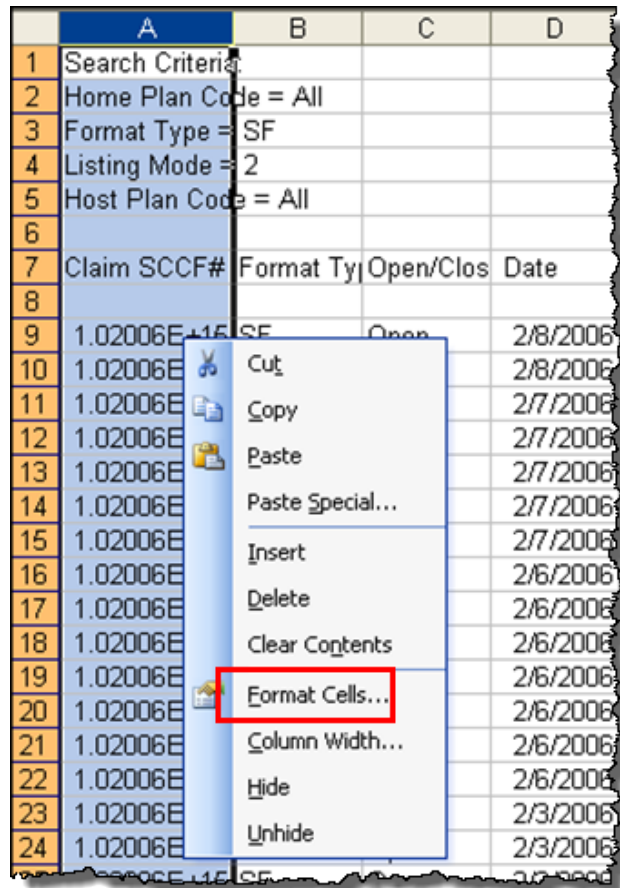 A B C D
1 Search Criteria:
2 Home Plan Code = All
3 Format Type = SF
4 Listing Mode = 2
5 Host Plan Code = All
6
7 Claim SCCF# Format Ty Open/Clos Date
8
9 1.02006E+15 SF Open 2/8/2006
10 1.02006E Cut 2/8/2006
11 1.02006E Copy 2/7/2006
12 1.02006E 2/7/2006
13 1.02006E Paste 2/7/2006
14 1.02006E Paste Special... 2/7/2006
15 1.02006E Insert 2/7/2006
16 1.02006E 2/6/2006
17 1.02006E Delete 2/6/2006
18 1.02006E Clear Contents 2/6/2006
19 1.02006E 2/6/2006
20 1.02006E Format Cells... 2/6/2006
21 1.02006E Column Width... 2/6/2006
22 1.02006E Hide 2/6/2006
23 1.02006E 2/3/2006
24 1.02006E Unhide 2/3/2006